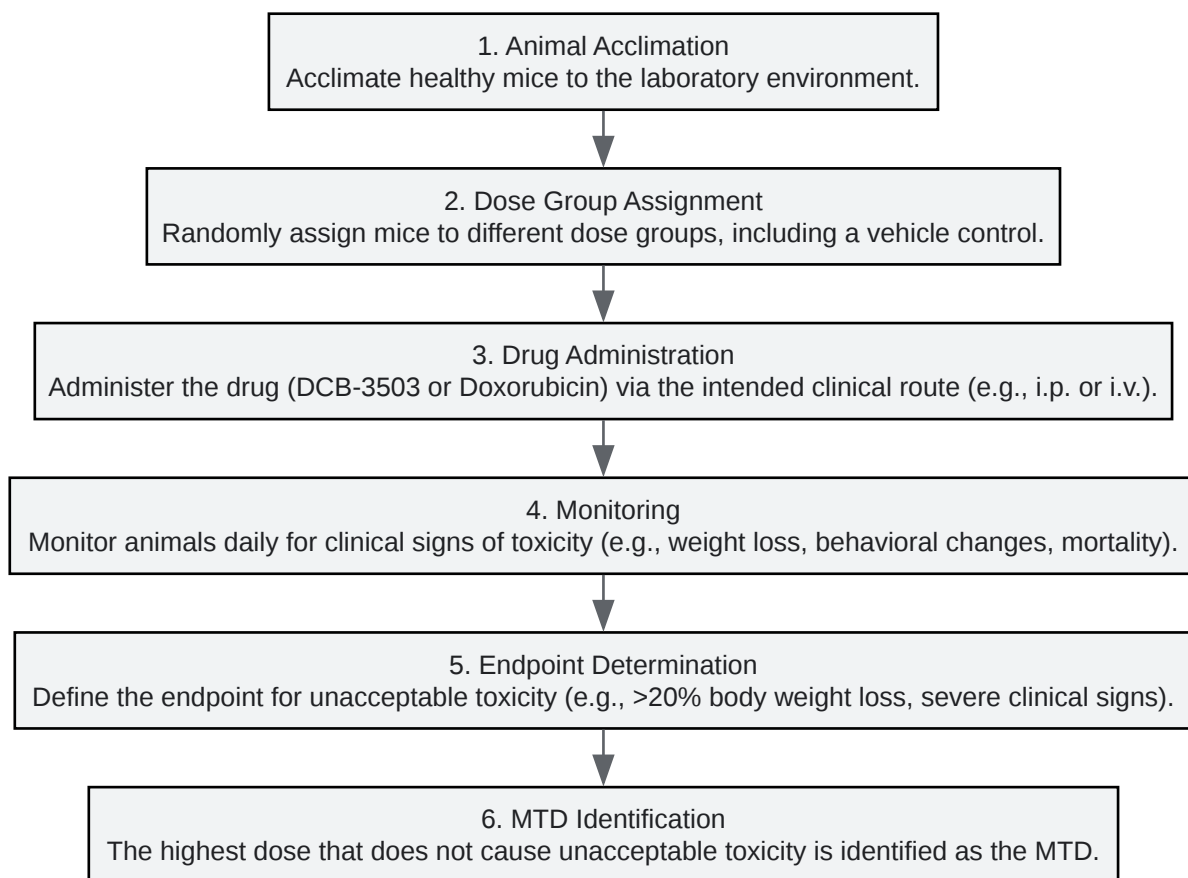 1. Animal Acclimation
Acclimate healthy mice to the laboratory environment.
2. Dose Group Assignment
Randomly assign mice to different dose groups, including a vehicle control.
3. Drug Administration
Administer the drug (DCB-3503 or Doxorubicin) via the intended clinical route (e.g., i.p. or i.v.).
4. Monitoring
Monitor animals daily for clinical signs of toxicity (e.g., weight loss, behavioral changes, mortality).
5. Endpoint Determination
Define the endpoint for unacceptable toxicity (e.g., >20% body weight loss, severe clinical signs).
6. MTD Identification
The highest dose that does not cause unacceptable toxicity is identified as the MTD.